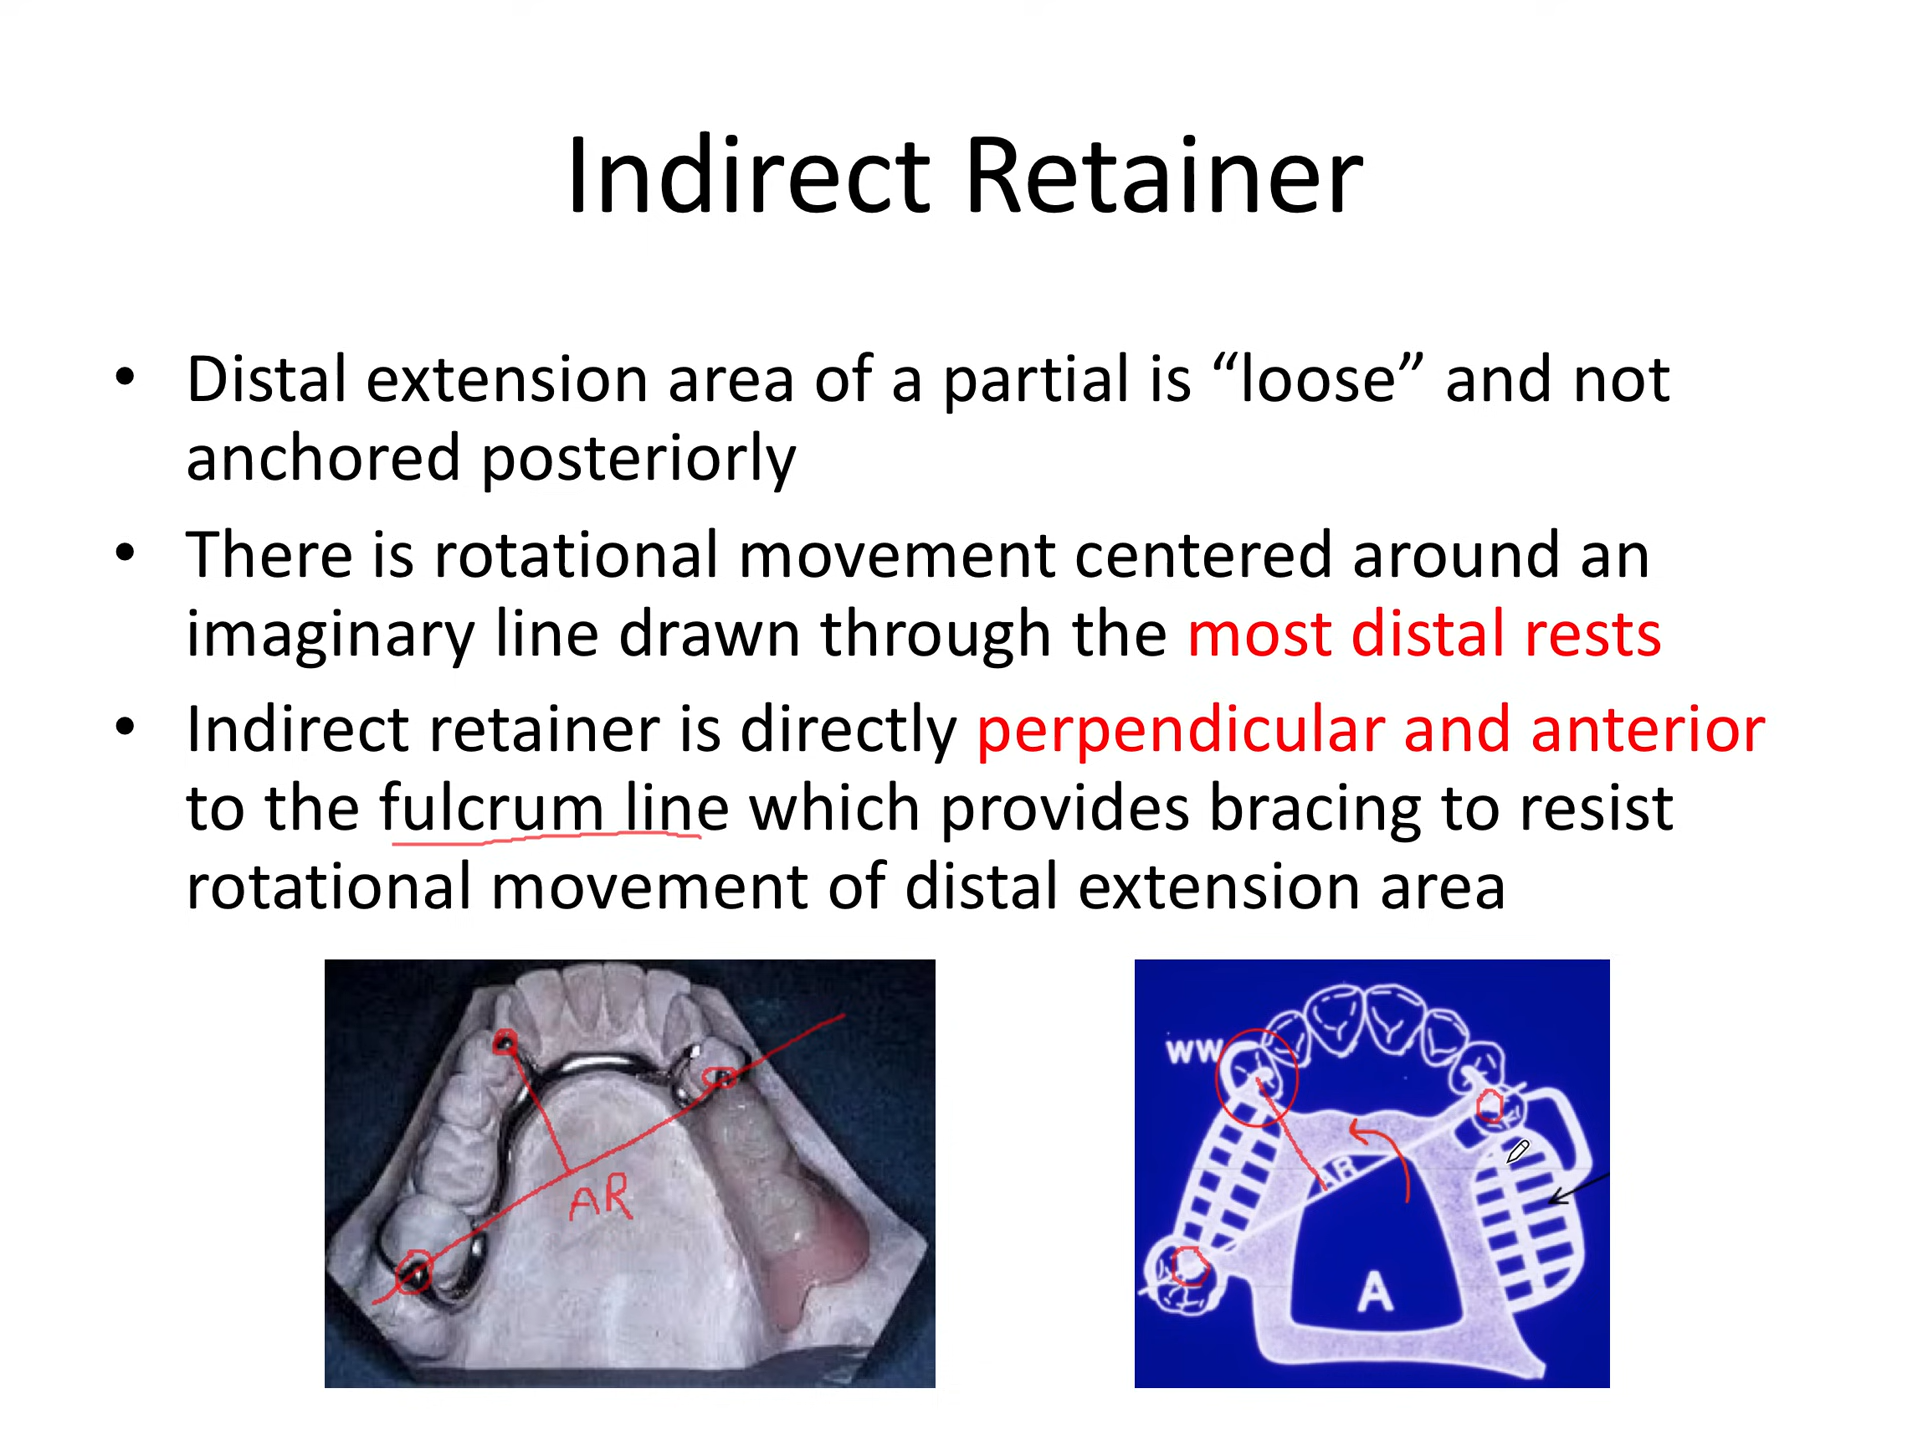 Indirect Retainer
• Distal extension area of a partial is “loose” and not
anchored posteriorly
• There is rotational movement centered around an
imaginary line drawn through the most distal rests
• Indirect retainer is directly perpendicular and anterior
to the fulcrum line which provides bracing to resist
rotational movement of distal extension area
AR
WW
AR
A